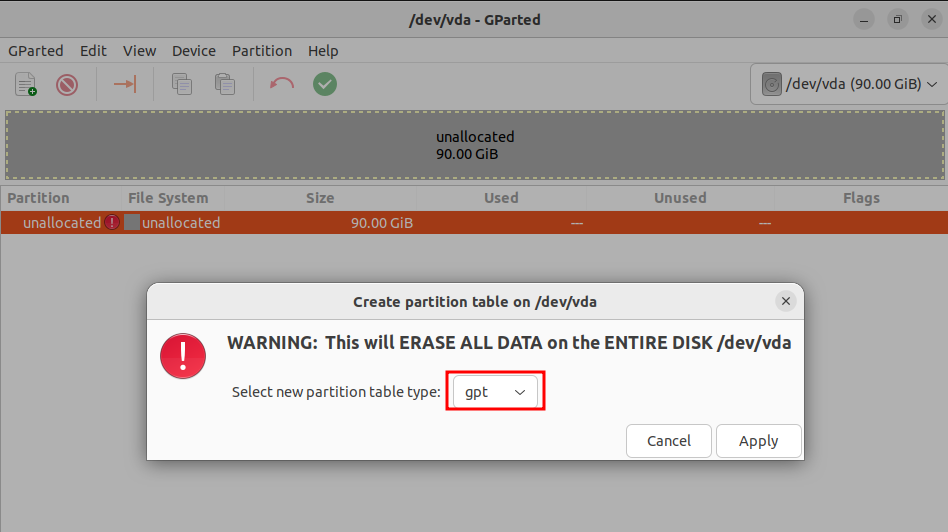 /dev/vda - GParted
GParted Edit View Device Partition Help
/dev/vda (90.00 GiB)
unallocated
90.00 GiB
Partition File System Size Used Unused Flags
unallocated unallocated 90.00 GiB --- ---
Create partition table on /dev/vda
WARNING: This will ERASE ALL DATA on the ENTIRE DISK /dev/vda
Select new partition table type: gpt
Cancel Apply